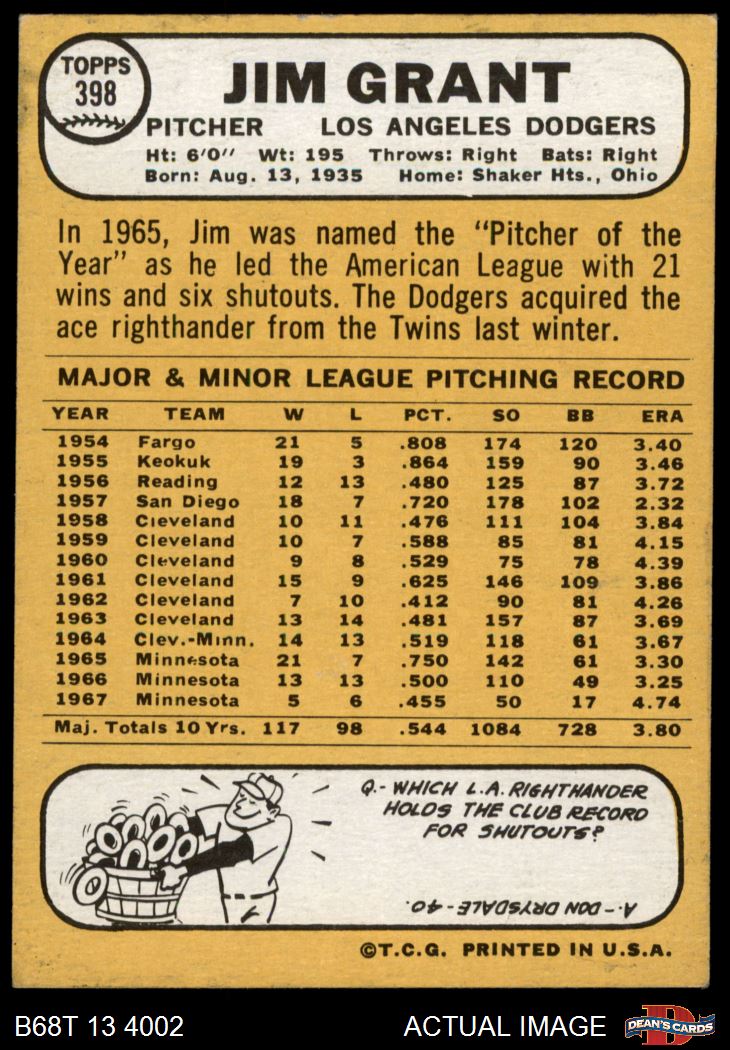 TOPPS
398
JIM GRANT
PITCHER LOS ANGELES DODGERS
Ht: 6'0" Wt: 195 Throws: Right Bats: Right
Born: Aug. 13, 1935 Home: Shaker Hts., Ohio
In 1965, Jim was named the "Pitcher of the
Year" as he led the American League with 21
wins and six shutouts. The Dodgers acquired the
ace righthander from the Twins last winter.
MAJOR & MINOR LEAGUE PITCHING RECORD
YEAR TEAM W L PCT. SO BB ERA
1954 Fargo 21 5 .808 174 120 3.40
1955 Keokuk 19 3 .864 159 90 3.46
1956 Reading 12 13 .480 125 87 3.72
1957 San Diego 18 7 .720 178 102 2.32
1958 Cleveland 10 11 .476 111 104 3.84
1959 Cleveland 10 7 .588 85 81 4.15
1960 Cleveland 9 8 .529 75 78 4.39
1961 Cleveland 15 9 .625 146 109 3.86
1962 Cleveland 7 10 .412 90 81 4.26
1963 Cleveland 13 14 .481 157 87 3.69
1964 Clev.-Minn. 14 13 .519 118 61 3.67
1965 Minnesota 21 7 .750 142 61 3.30
1966 Minnesota 13 13 .500 110 49 3.25
1967 Minnesota 5 6 .455 50 17 4.74
Maj. Totals 10 Yrs. 117 98 .544 1084 728 3.80
Q.- WHICH L.A. RIGHTHANDER
HOLDS THE CLUB RECORD
FOR SHUTOUTS?
A.- DON DRYSDALE-40.
©T.C.G. PRINTED IN U.S.A.
B68T 13 4002 ACTUAL IMAGE
DEAN'S CARDS